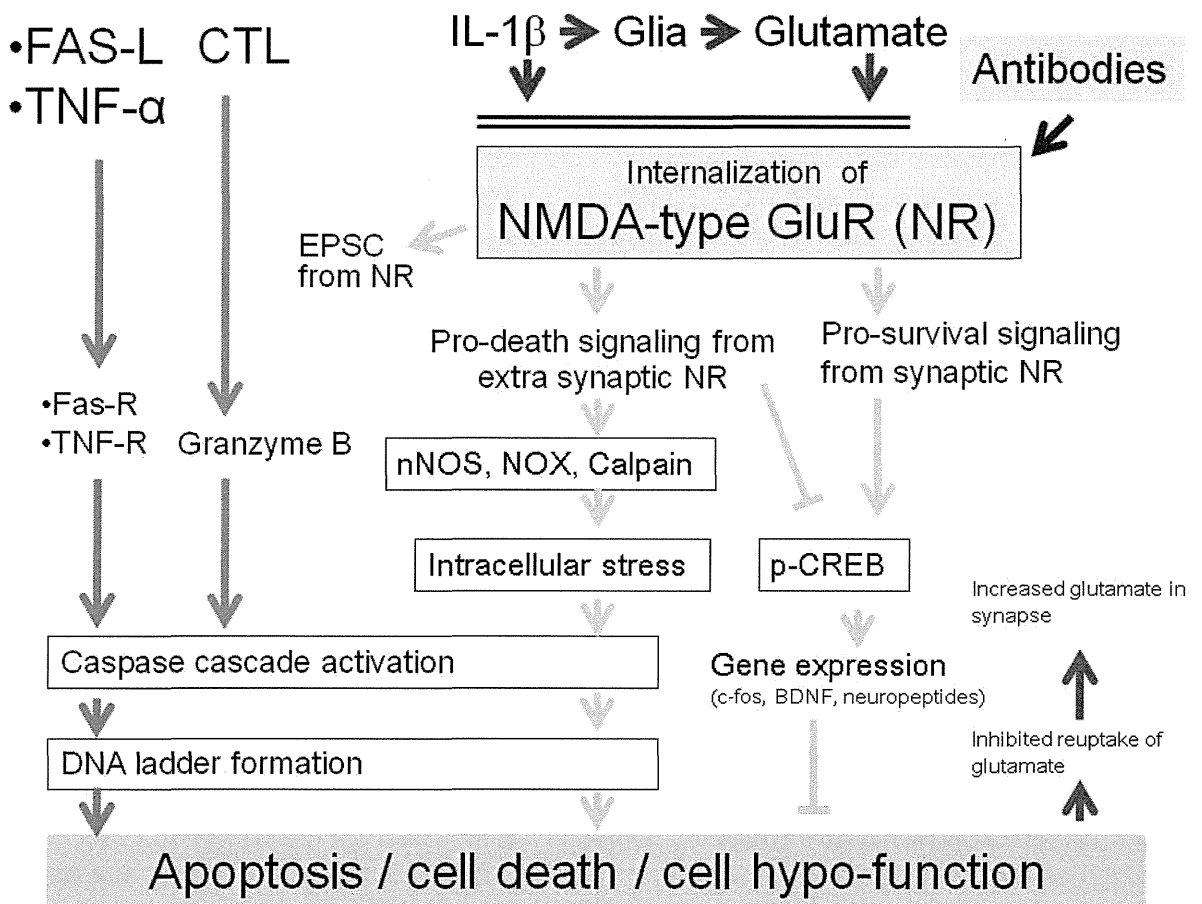 •FAS-L CTL
•TNF-α
IL-1β Glia Glutamate
Antibodies
Internalization of
NMDA-type GluR (NR)
EPSC
from NR
Pro-death signaling from
extra synaptic NR
Pro-survival signaling
from synaptic NR
•Fas-R
•TNF-R Granzyme B
nNOS, NOX, Calpain
Intracellular stress
p-CREB
Increased glutamate in
synapse
Caspase cascade activation
Gene expression
(c-fos, BDNF, neuropeptides)
DNA ladder formation
Inhibited reuptake of
glutamate
Apoptosis / cell death / cell hypo-function